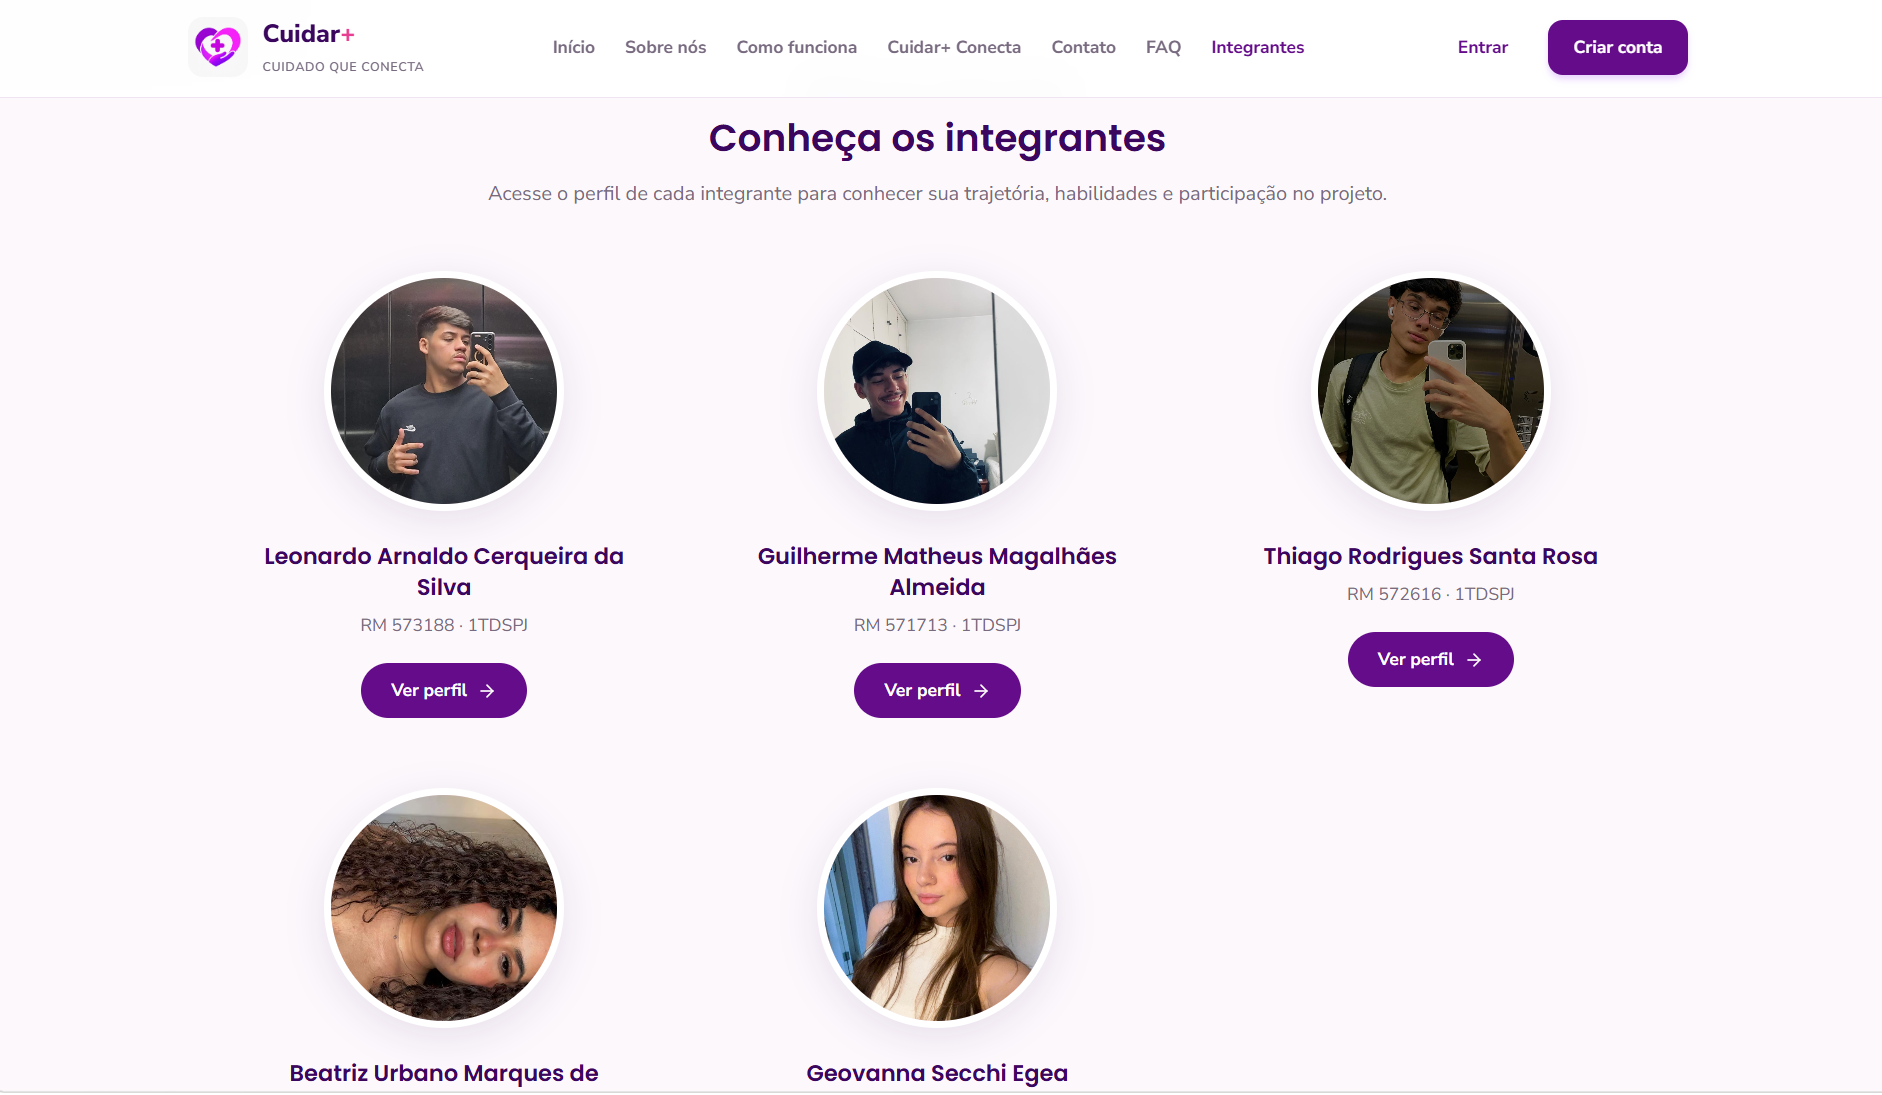 Cuidar+
CUIDADO QUE CONECTA
Início
Sobre nós
Como funciona
Cuidar+ Conecta
Contato
FAQ
Integrantes
Entrar
Criar conta
Conheça os integrantes
Acesse o perfil de cada integrante para conhecer sua trajetória, habilidades e participação no projeto.
Leonardo Arnaldo Cerqueira da
Silva
RM 573188 · 1TDSPJ
Ver perfil →
Guilherme Matheus Magalhães
Almeida
RM 571713 · 1TDSPJ
Ver perfil →
Thiago Rodrigues Santa Rosa
RM 572616 · 1TDSPJ
Ver perfil →
Beatriz Urbano Marques de
Geovanna Secchi Egea